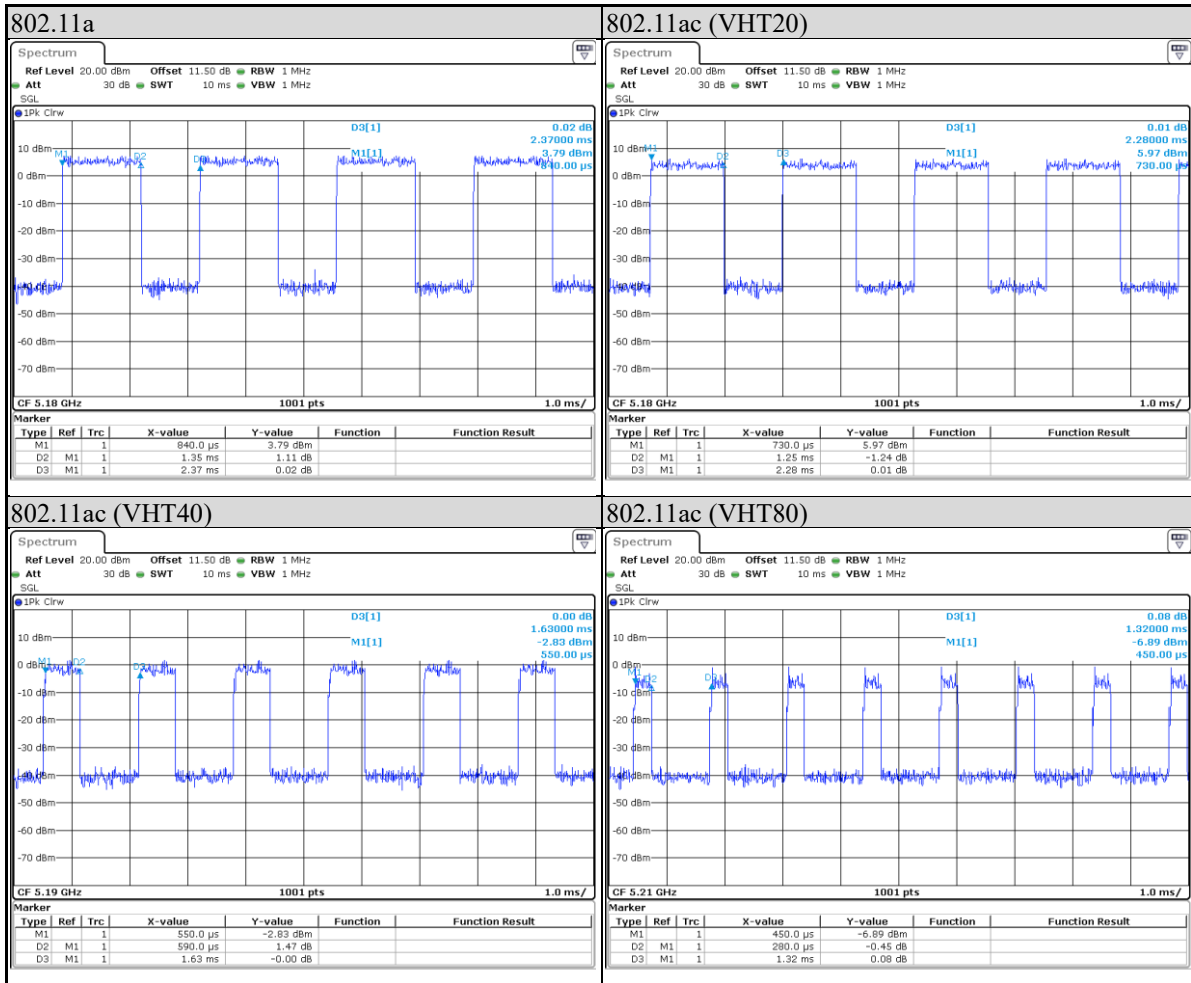 802.11a
Spectrum
Ref Level 20.00 dBm Offset 11.50 dB RBW 1 MHz
Att 30 dB SWT 10 ms VBW 1 MHz
SGL
1Pk Clrw
D3[1] 0.02 dB
2.37000 ms
10 dBm
M1[1] 3.79 dBm
840.00 µs
M1
D2
0 dBm
-10 dBm
-20 dBm
-30 dBm
-50 dBm
-60 dBm
-70 dBm
CF 5.18 GHz 1001 pts 1.0 ms/
Marker
Type Ref Trc X-value Y-value Function Function Result
M1 1 840.0 µs 3.79 dBm
D2 M1 1 1.35 ms 1.11 dB
D3 M1 1 2.37 ms 0.02 dB
802.11ac (VHT20)
Spectrum
Ref Level 20.00 dBm Offset 11.50 dB RBW 1 MHz
Att 30 dB SWT 10 ms VBW 1 MHz
SGL
1Pk Clrw
D3[1] 0.01 dB
2.28000 ms
10 dBm
M1[1] 5.97 dBm
730.00 µs
M1
D2
D3
0 dBm
-10 dBm
-20 dBm
-30 dBm
-50 dBm
-60 dBm
-70 dBm
CF 5.18 GHz 1001 pts 1.0 ms/
Marker
Type Ref Trc X-value Y-value Function Function Result
M1 1 730.0 µs 5.97 dBm
D2 M1 1 1.25 ms -1.24 dB
D3 M1 1 2.28 ms 0.01 dB
802.11ac (VHT40)
Spectrum
Ref Level 20.00 dBm Offset 11.50 dB RBW 1 MHz
Att 30 dB SWT 10 ms VBW 1 MHz
SGL
1Pk Clrw
D3[1] 0.00 dB
1.63000 ms
10 dBm
M1[1] -2.83 dBm
550.00 µs
0 dBm
M1
D2
D3
-10 dBm
-20 dBm
-30 dBm
-50 dBm
-60 dBm
-70 dBm
CF 5.19 GHz 1001 pts 1.0 ms/
Marker
Type Ref Trc X-value Y-value Function Function Result
M1 1 550.0 µs -2.83 dBm
D2 M1 1 590.0 µs 1.47 dB
D3 M1 1 1.63 ms -0.00 dB
802.11ac (VHT80)
Spectrum
Ref Level 20.00 dBm Offset 11.50 dB RBW 1 MHz
Att 30 dB SWT 10 ms VBW 1 MHz
SGL
1Pk Clrw
D3[1] 0.08 dB
1.32000 ms
10 dBm
M1[1] -6.89 dBm
450.00 µs
0 dBm
M1
D2
-10 dBm
-20 dBm
-30 dBm
-50 dBm
-60 dBm
-70 dBm
CF 5.21 GHz 1001 pts 1.0 ms/
Marker
Type Ref Trc X-value Y-value Function Function Result
M1 1 450.0 µs -6.89 dBm
D2 M1 1 280.0 µs -0.45 dB
D3 M1 1 1.32 ms 0.08 dB